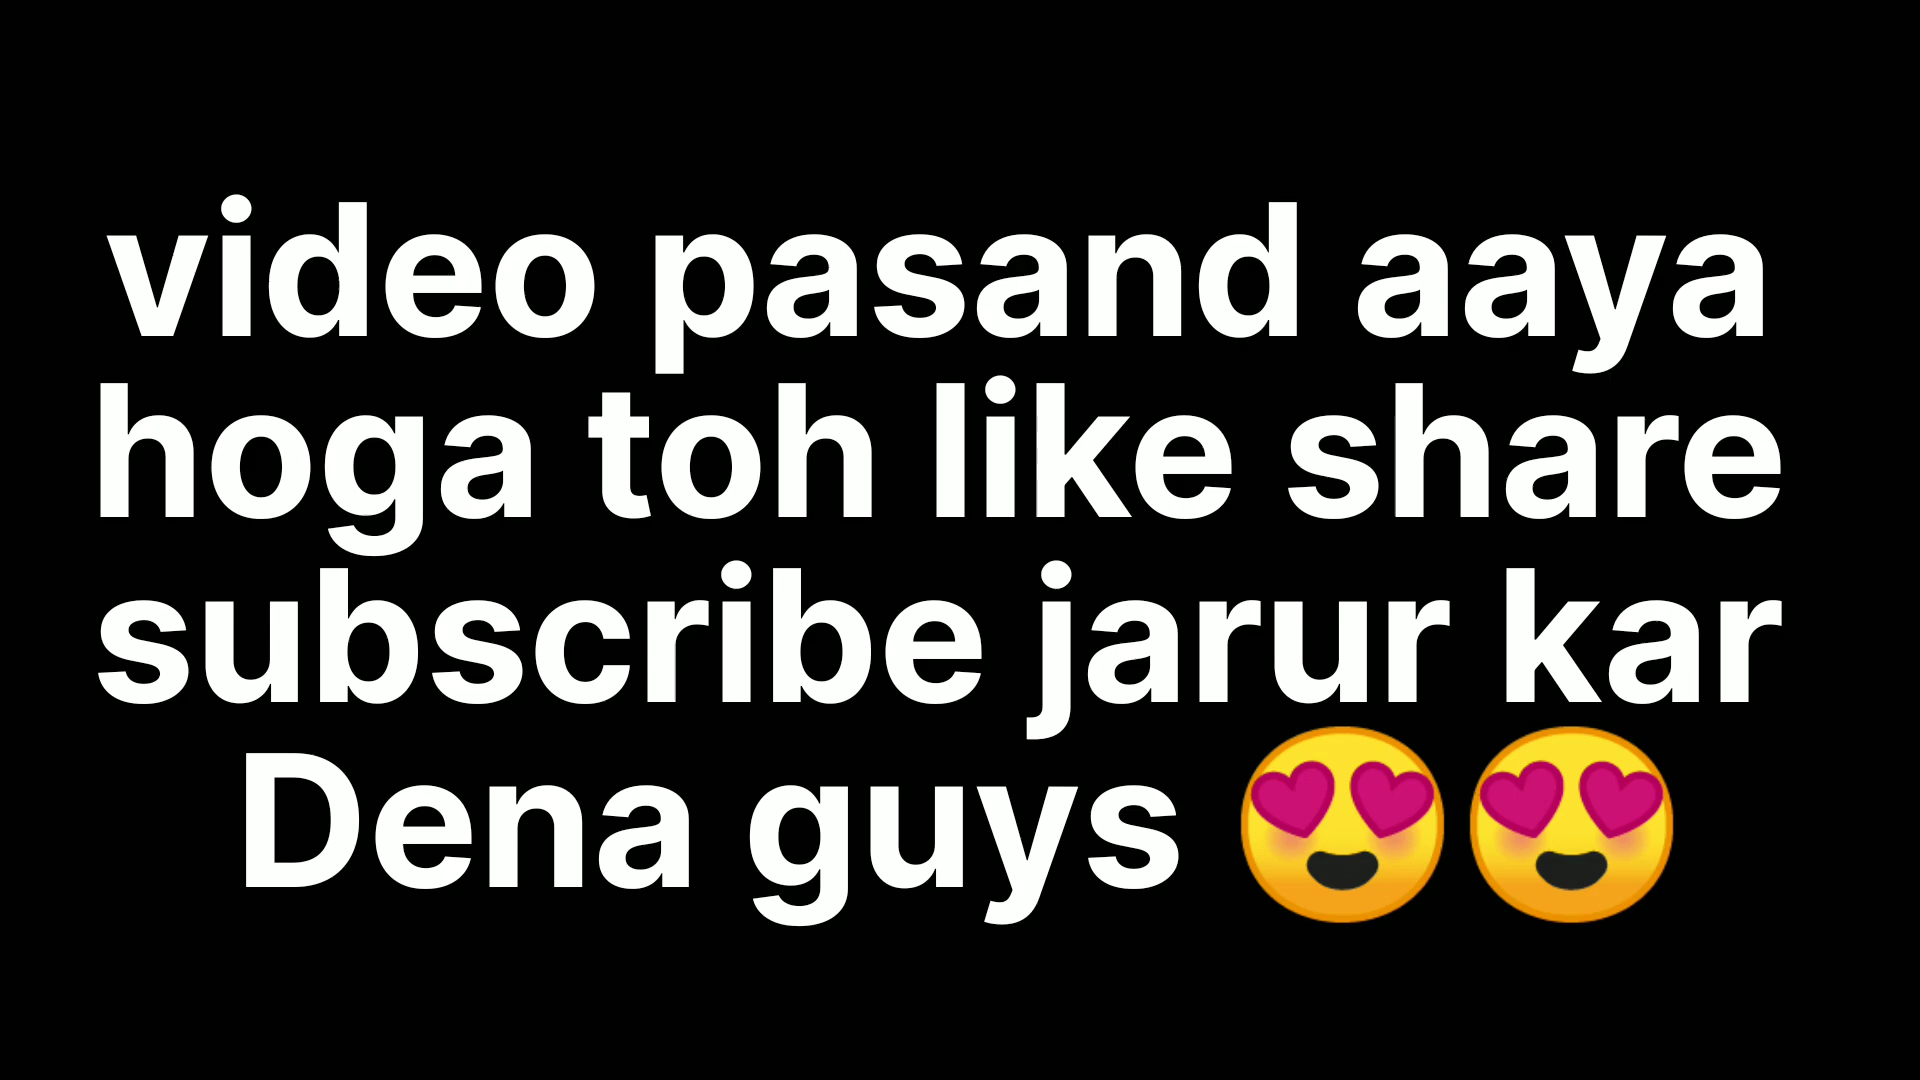 video pasand aaya
hoga toh like share
subscribe jarur kar
Dena guys 😍😍